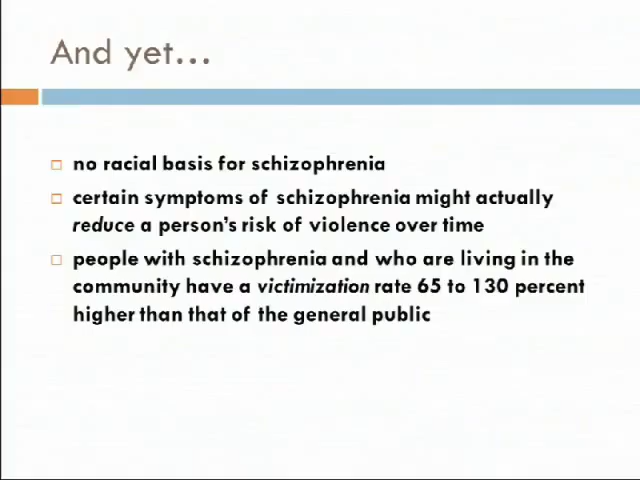 And yet...
no racial basis for schizophrenia
certain symptoms of schizophrenia might actually
reduce a person's risk of violence over time
people with schizophrenia and who are living in the
community have a victimization rate 65 to 130 percent
higher than that of the general public